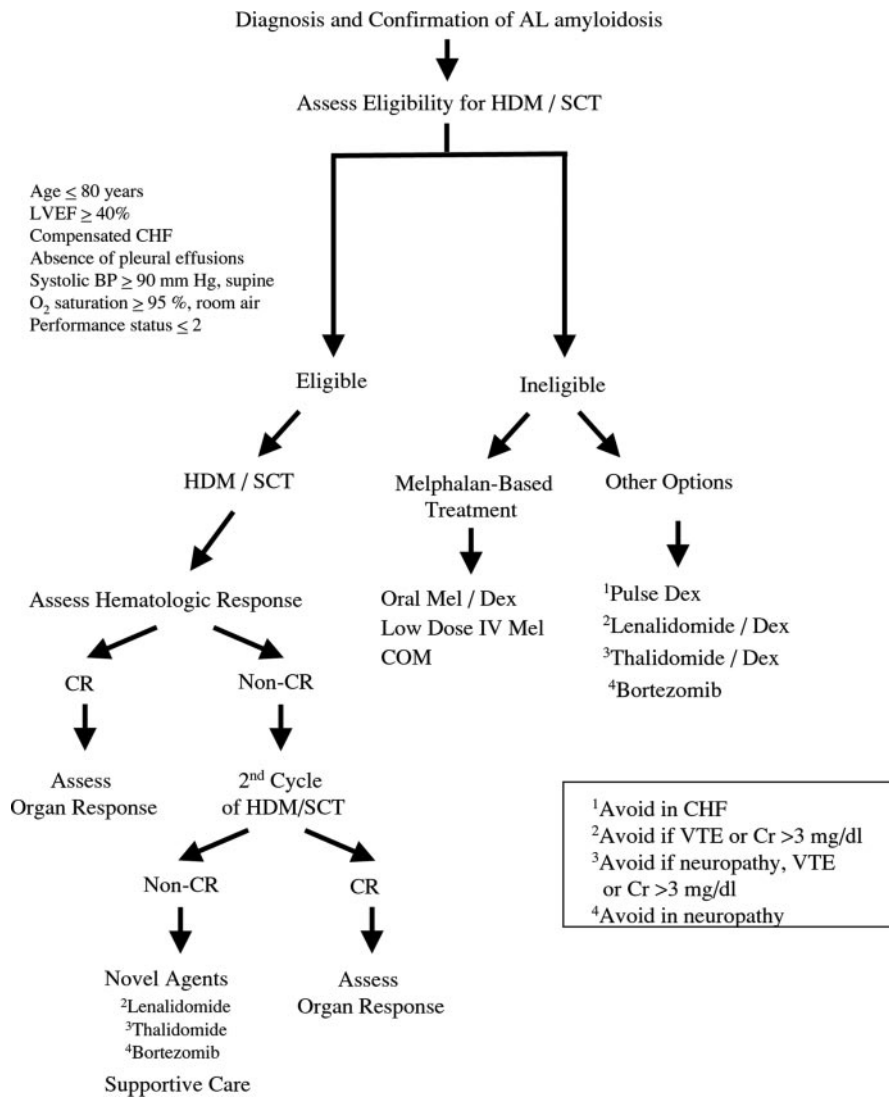 Diagnosis and Confirmation of AL amyloidosis
Assess Eligibility for HDM / SCT
Age ≤ 80 years
LVEF ≥ 40%
Compensated CHF
Absence of pleural effusions
Systolic BP ≥ 90 mm Hg, supine
O₂ saturation ≥ 95 %, room air
Performance status ≤ 2
Eligible
Ineligible
HDM / SCT
Melphalan-Based
Treatment
Other Options
Assess Hematologic Response
Oral Mel / Dex
Low Dose IV Mel
COM
¹Pulse Dex
²Lenalidomide / Dex
³Thalidomide / Dex
⁴Bortezomib
CR
Non-CR
Assess
Organ Response
2ⁿᵈ Cycle
of HDM/SCT
Non-CR
CR
Novel Agents
²Lenalidomide
³Thalidomide
⁴Bortezomib
Supportive Care
Assess
Organ Response
¹Avoid in CHF
²Avoid if VTE or Cr >3 mg/dl
³Avoid if neuropathy, VTE
or Cr >3 mg/dl
⁴Avoid in neuropathy